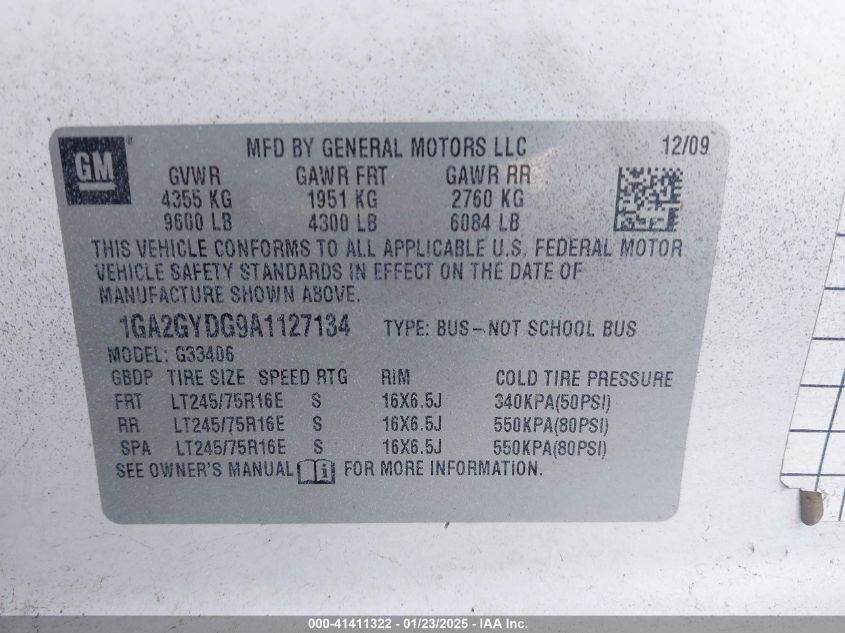 GM MFD BY GENERAL MOTORS LLC 12/09
GVWR GAWR FRT GAWR RR
4355 KG 1951 KG 2760 KG
9600 LB 4300 LB 6084 LB
THIS VEHICLE CONFORMS TO ALL APPLICABLE U.S. FEDERAL MOTOR
VEHICLE SAFETY STANDARDS IN EFFECT ON THE DATE OF
MANUFACTURE SHOWN ABOVE.
1GA2GYDG9A1127134 TYPE: BUS-NOT SCHOOL BUS
MODEL: G33406
GBDP TIRE SIZE SPEED RTG RIM COLD TIRE PRESSURE
FRT LT245/75R16E S 16X6.5J 340KPA(50PSI)
RR LT245/75R16E S 16X6.5J 550KPA(80PSI)
SPA LT245/75R16E S 16X6.5J 550KPA(80PSI)
SEE OWNER'S MANUAL i FOR MORE INFORMATION.
000-41411322 - 01/23/2025 - IAA Inc.